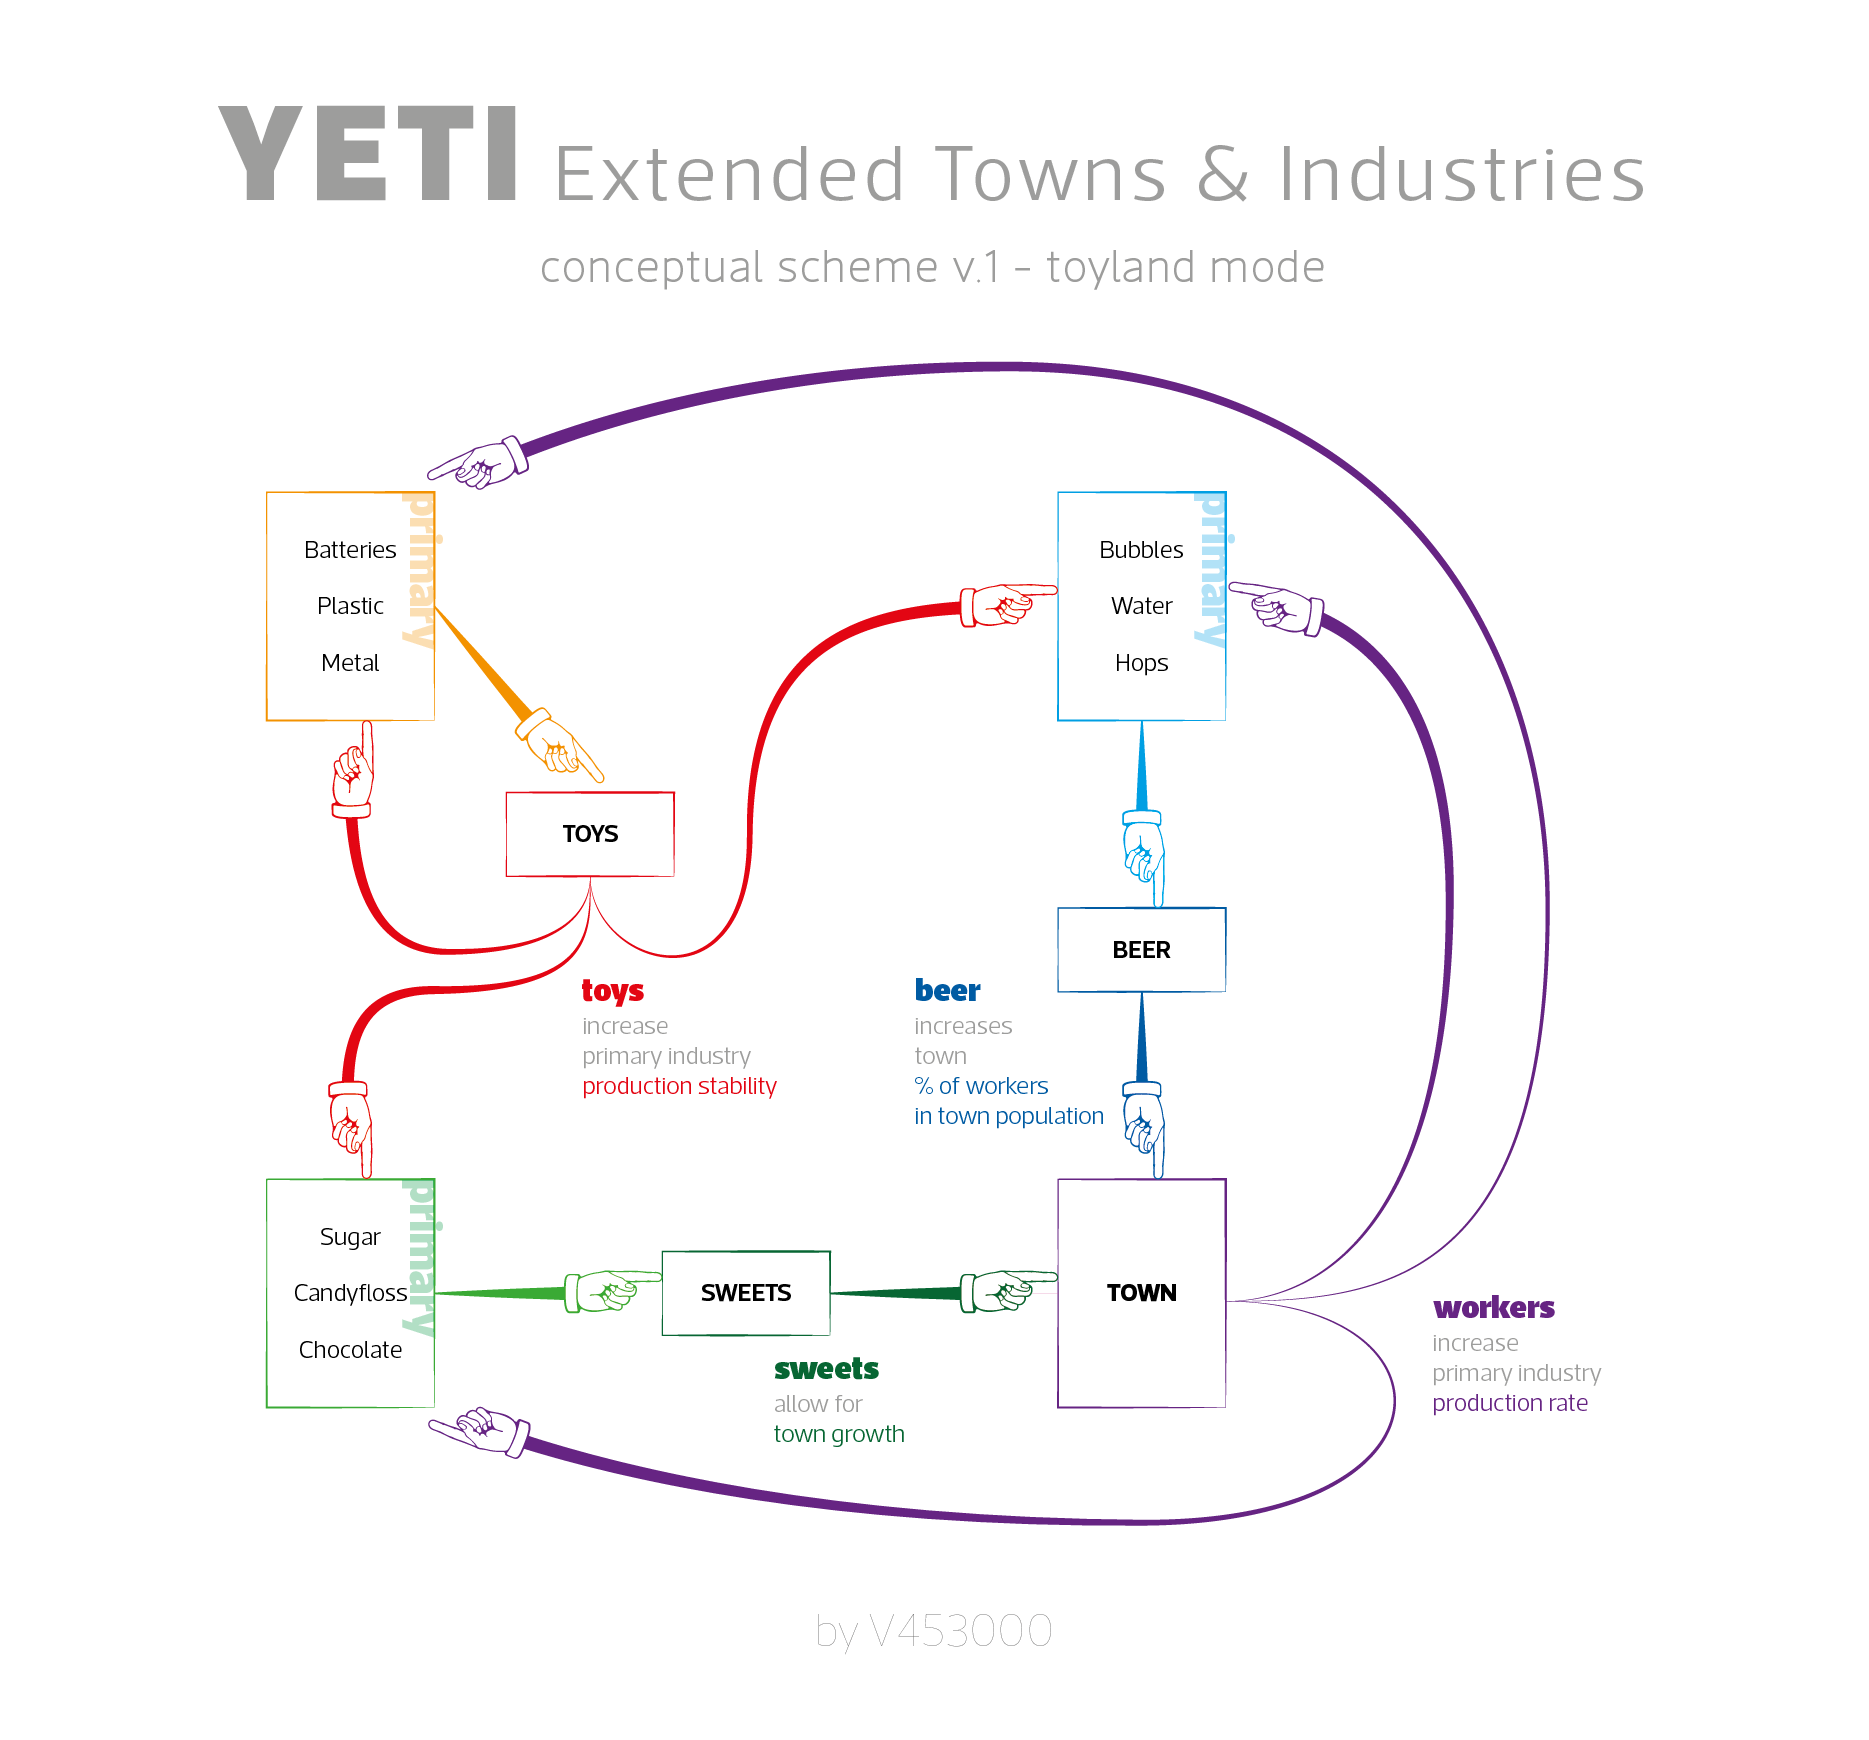 YETI Extended Towns & Industries
conceptual scheme v.1 - toyland mode
primary
Batteries
Plastic
Metal
primary
Bubbles
Water
Hops
TOYS
BEER
toys
increase
primary industry
production stability
beer
increases
town
% of workers
in town population
primary
Sugar
Candyfloss
Chocolate
SWEETS
TOWN
sweets
allow for
town growth
workers
increase
primary industry
production rate
by V453000